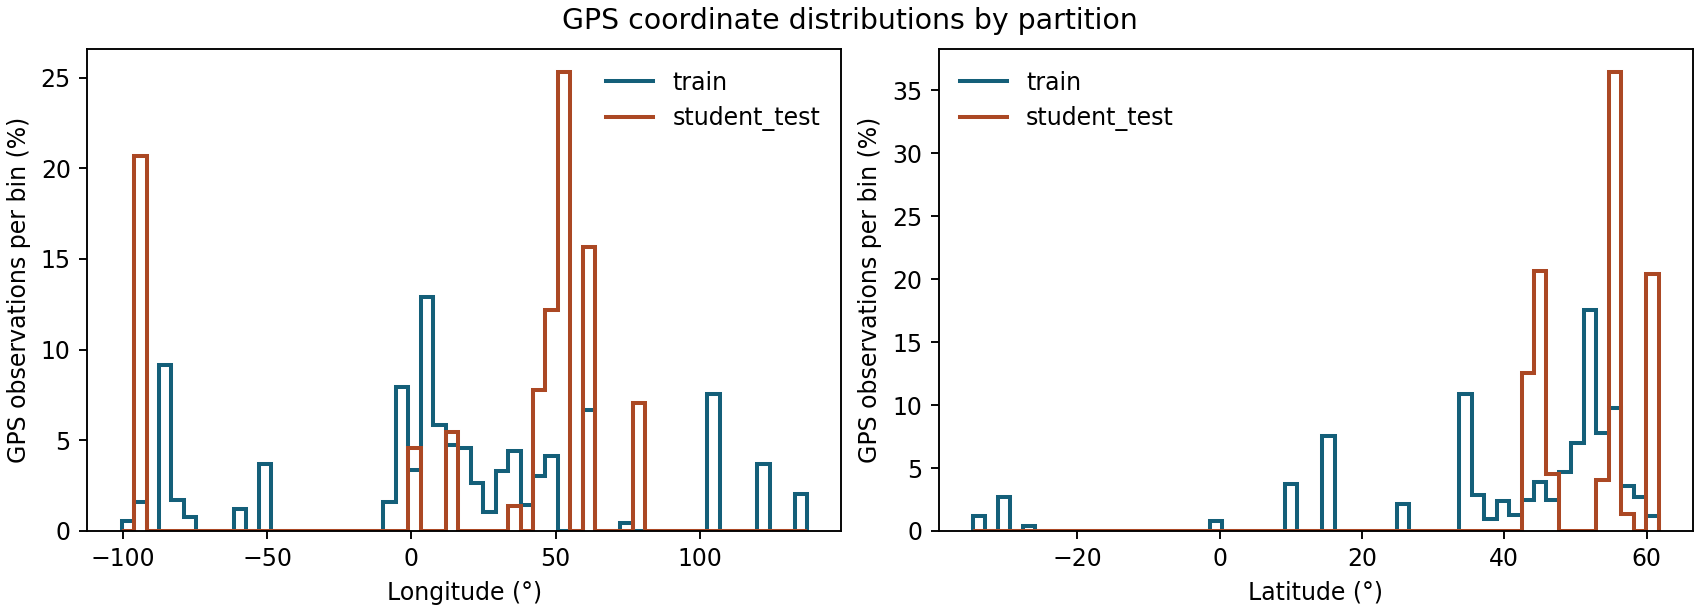 GPS coordinate distributions by partition
GPS observations per bin (%)
25
20
15
10
5
0
train
student_test
−100
−50
0
50
100
Longitude (°)
GPS observations per bin (%)
35
30
25
20
15
10
5
0
train
student_test
−20
0
20
40
60
Latitude (°)